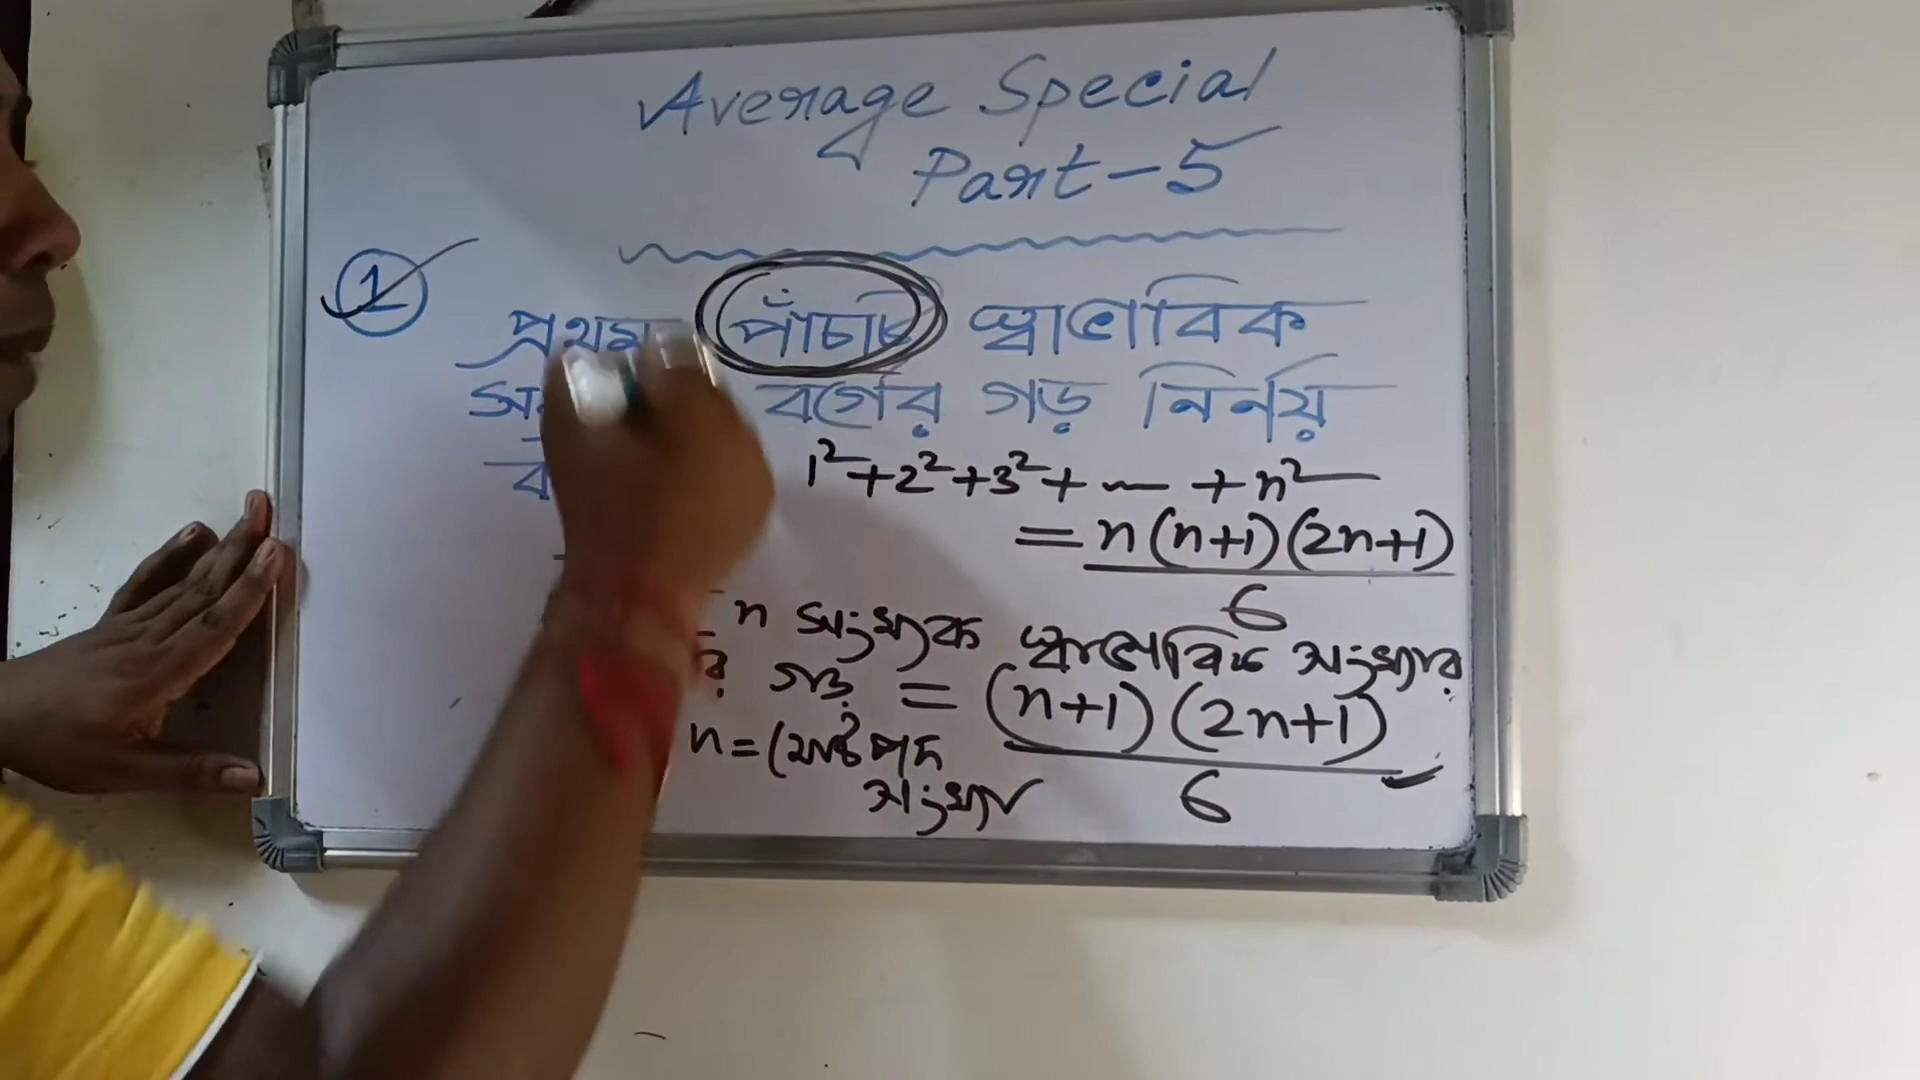 Average Special
Part-5
1
প্রথম পাঁচটি স্বাভাবিক
বর্গের গড় নির্নয়
1²+2²+3²+ --- +n²
= n(n+1)(2n+1)
6
n সংখ্যক স্বাভাবিক সংখ্যার
গড় = (n+1)(2n+1)
6
n = মোট পদ
সংখ্যা